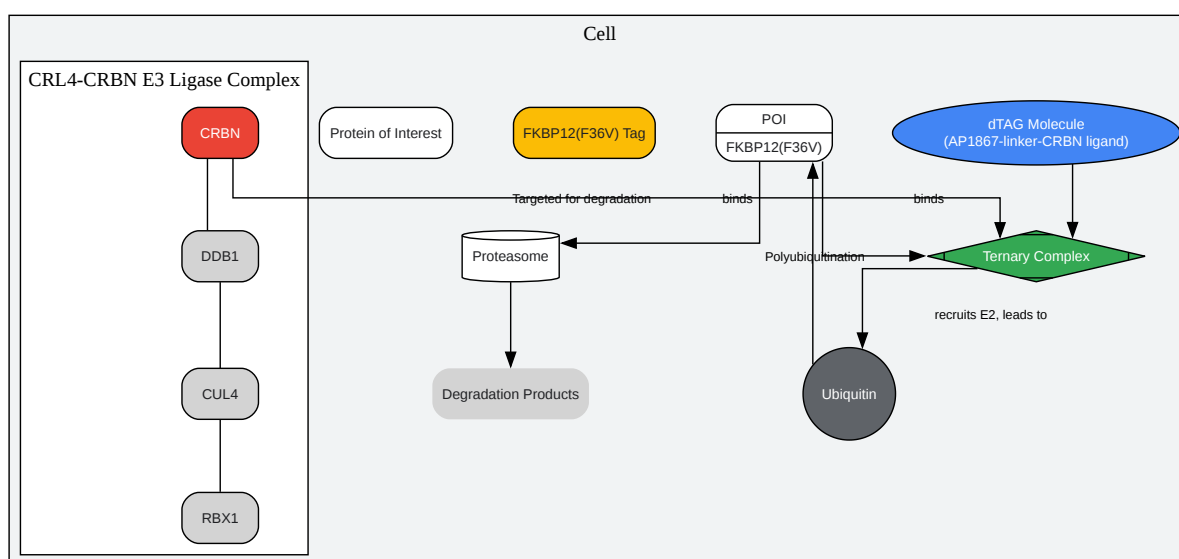 Cell
CRL4-CRBN E3 Ligase Complex
CRBN
Protein of Interest
FKBP12(F36V) Tag
POI
FKBP12(F36V)
dTAG Molecule
(AP1867-linker-CRBN ligand)
Targeted for degradation
binds
binds
DDB1
Proteasome
Polyubiquitination
Ternary Complex
recruits E2, leads to
CUL4
Degradation Products
Ubiquitin
RBX1